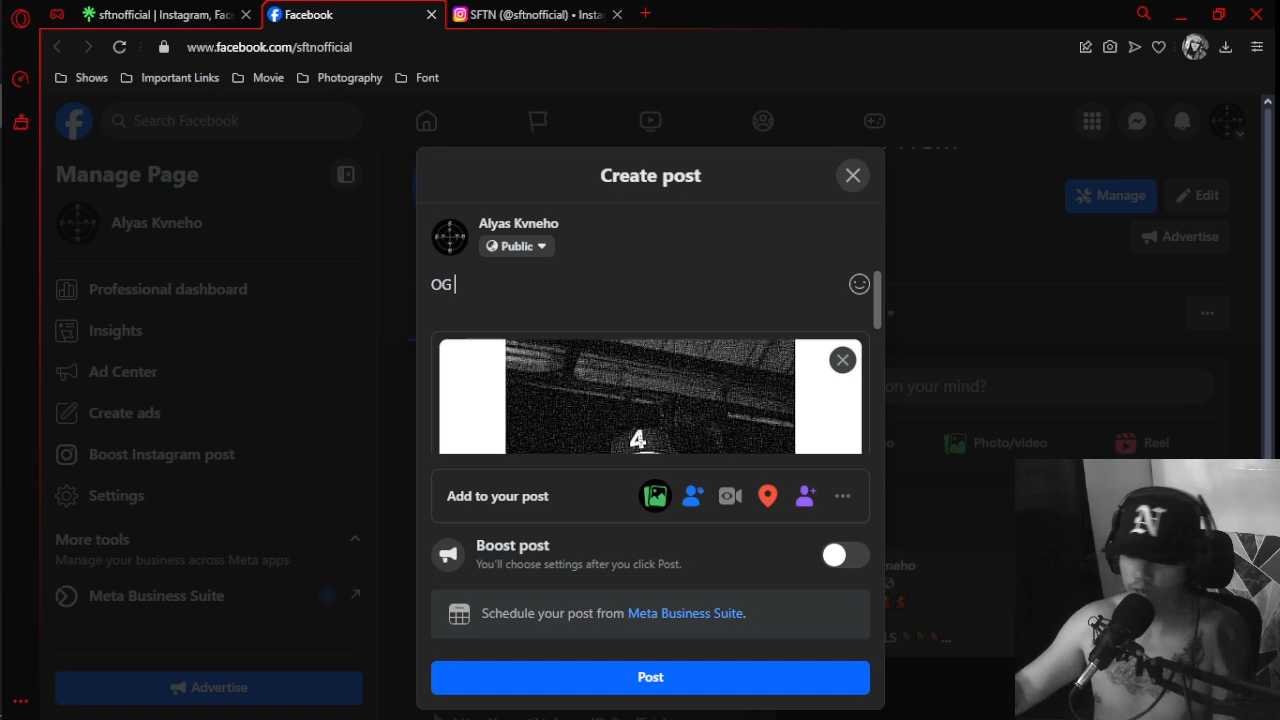 sftnofficial | Instagram, Fac
Facebook
SFTN (@sftnofficial) • Insta
www.facebook.com/sftnofficial
Shows
Important Links
Movie
Photography
Font
Search Facebook
Manage Page
Alyas Kvneho
Professional dashboard
Insights
Ad Center
Create ads
Boost Instagram post
Settings
More tools
Manage your business across Meta apps
Meta Business Suite
Advertise
Create post
Alyas Kvneho
Public
OG
4
Add to your post
Boost post
You'll choose settings after you click Post.
Schedule your post from Meta Business Suite.
Post
Manage
Edit
Advertise
on your mind?
Photo/video
Reel
N